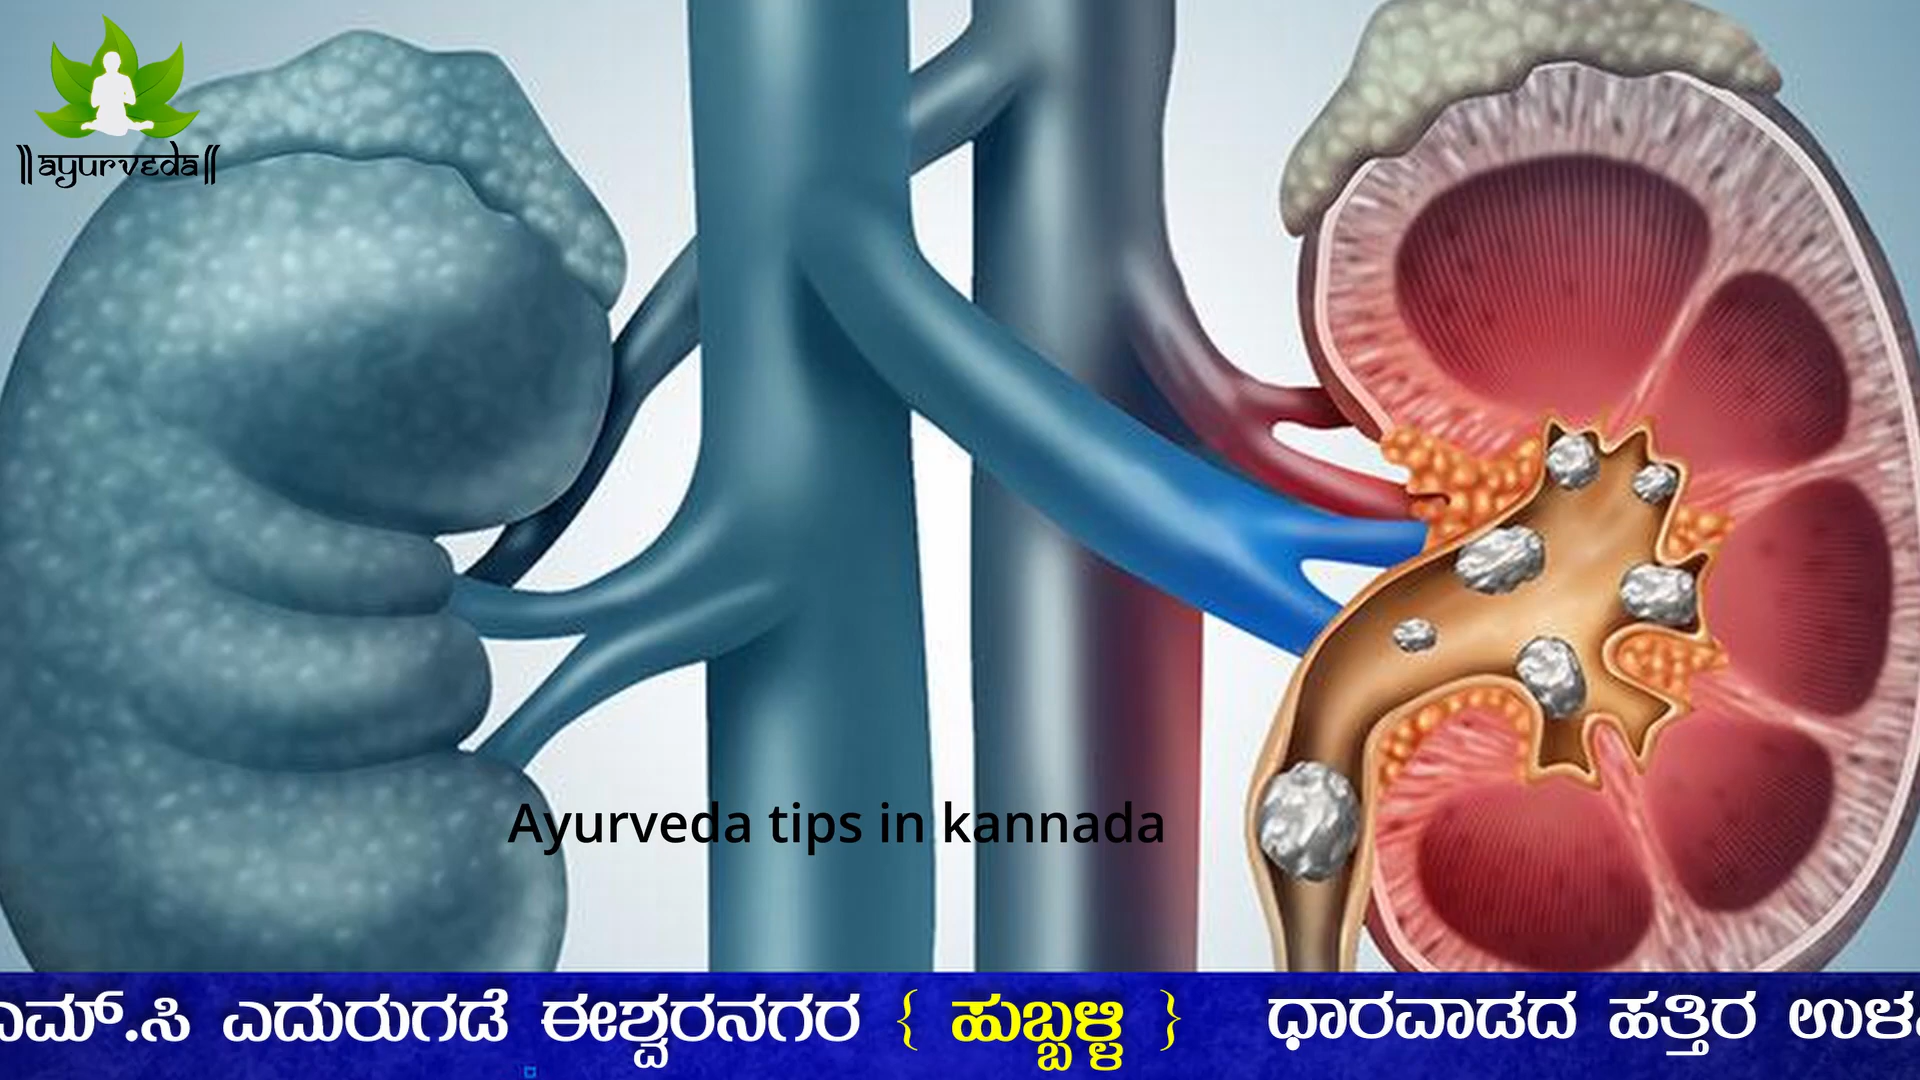 ||ayurveda||
Ayurveda tips in kannada
ಎಮ್.ಸಿ ಎದುರುಗಡೆ ಈಶ್ವರನಗರ { ಹುಬ್ಬಳ್ಳಿ } ಧಾರವಾಡದ ಹತ್ತಿರ